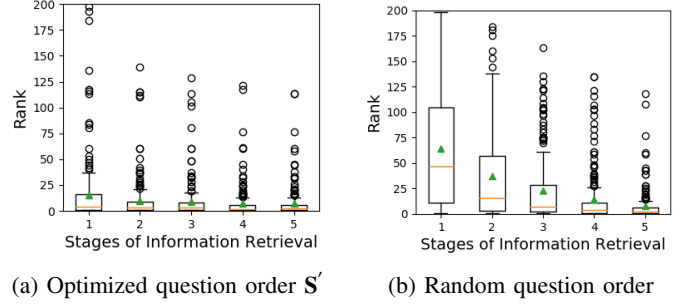 200
175
150
125
100
75
50
25
0
Rank
1 2 3 4 5
Stages of Information Retrieval
(a) Optimized question order S′
200
175
150
125
100
75
50
25
0
Rank
1 2 3 4 5
Stages of Information Retrieval
(b) Random question order